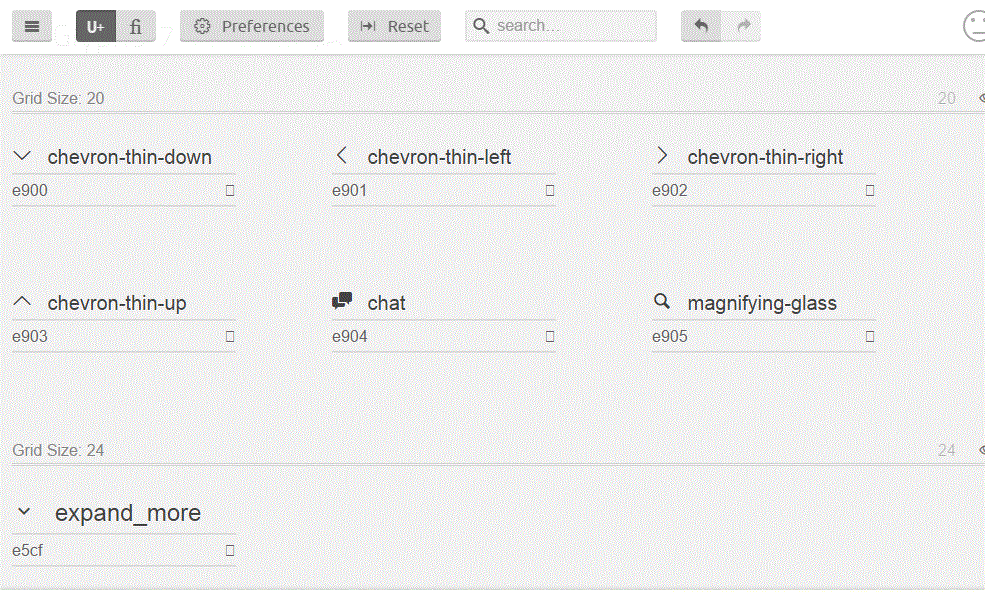 U+ fi Preferences Reset search...
Grid Size: 20 20
chevron-thin-down chevron-thin-left chevron-thin-right
e900 e901 e902
chevron-thin-up chat magnifying-glass
e903 e904 e905
Grid Size: 24 24
expand_more
e5cf